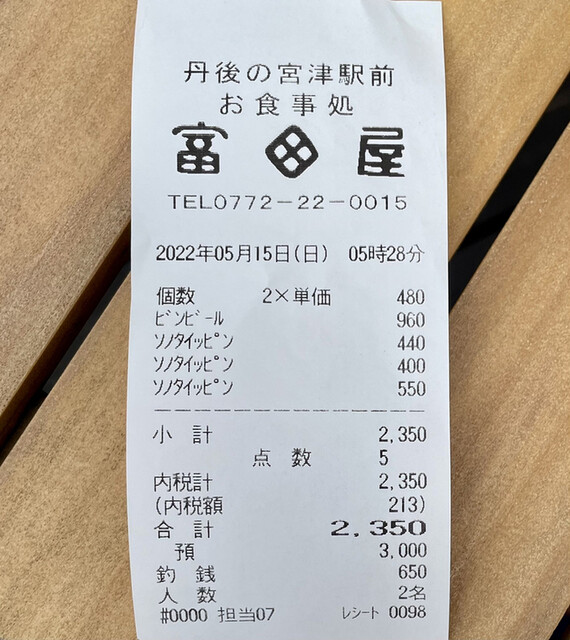 丹後の宮津駅前
お食事処
富田屋
TEL0772-22-0015
2022年05月15日(日) 05時28分
個数 2×単価 480
ビンビール 960
ソノタイッピン 440
ソノタイッピン 400
ソノタイッピン 550
小計 2,350
点数 5
内税計 2,350
(内税額 213)
合計 2,350
預 3,000
釣銭 650
人数 2名
#0000 担当07 レシート 0098